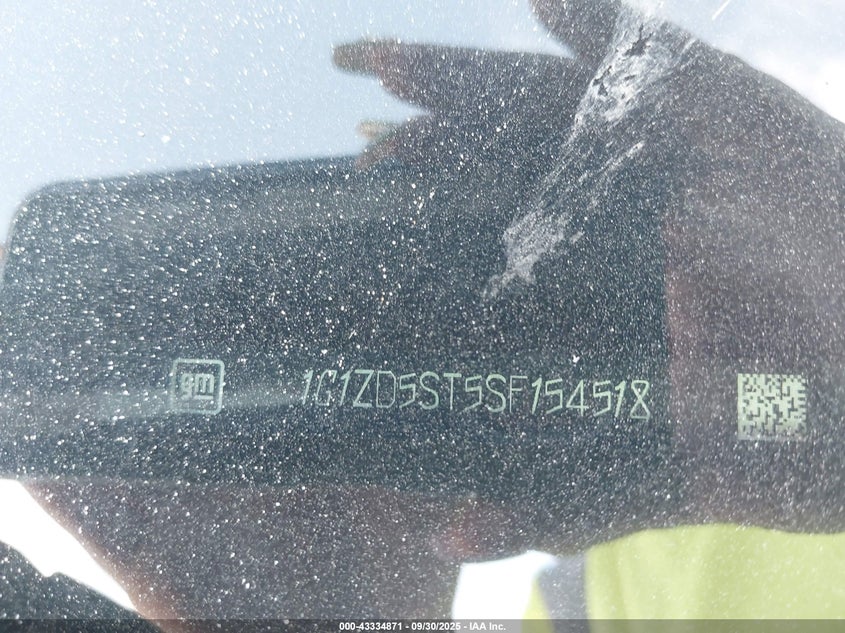 gm 1G1ZD5ST5SF154518
000-43334871 - 09/30/2025 - IAA Inc.